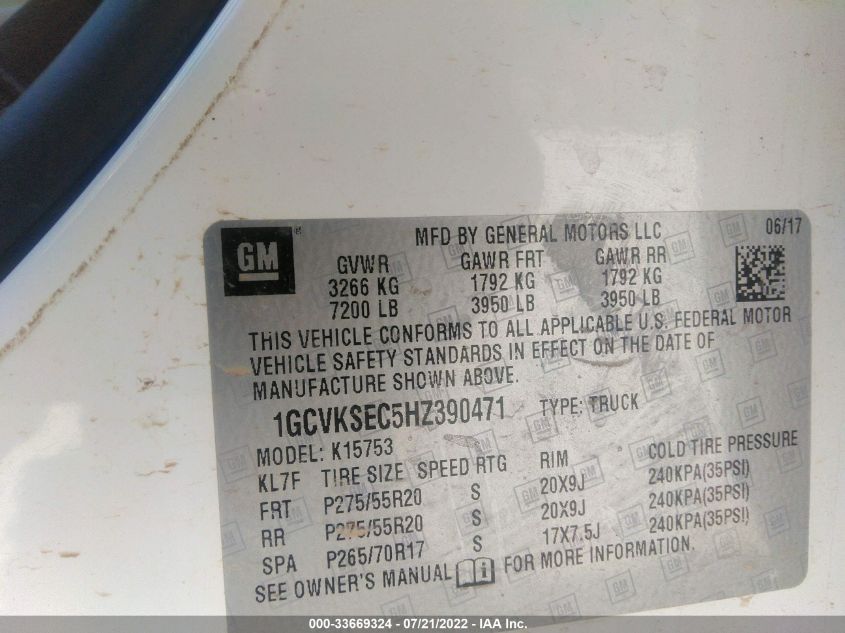 GM
MFD BY GENERAL MOTORS LLC 06/17
GVWR GAWR FRT GAWR RR
3266 KG 1792 KG 1792 KG
7200 LB 3950 LB 3950 LB
THIS VEHICLE CONFORMS TO ALL APPLICABLE U.S. FEDERAL MOTOR
VEHICLE SAFETY STANDARDS IN EFFECT ON THE DATE OF
MANUFACTURE SHOWN ABOVE.
1GCVKSEC5HZ390471 TYPE: TRUCK
MODEL: K15753
KL7F TIRE SIZE SPEED RTG RIM COLD TIRE PRESSURE
FRT P275/55R20 S 20X9J 240KPA(35PSI)
RR P275/55R20 S 20X9J 240KPA(35PSI)
SPA P265/70R17 S 17X7.5J 240KPA(35PSI)
SEE OWNER'S MANUAL FOR MORE INFORMATION.
000-33669324 - 07/21/2022 - IAA Inc.